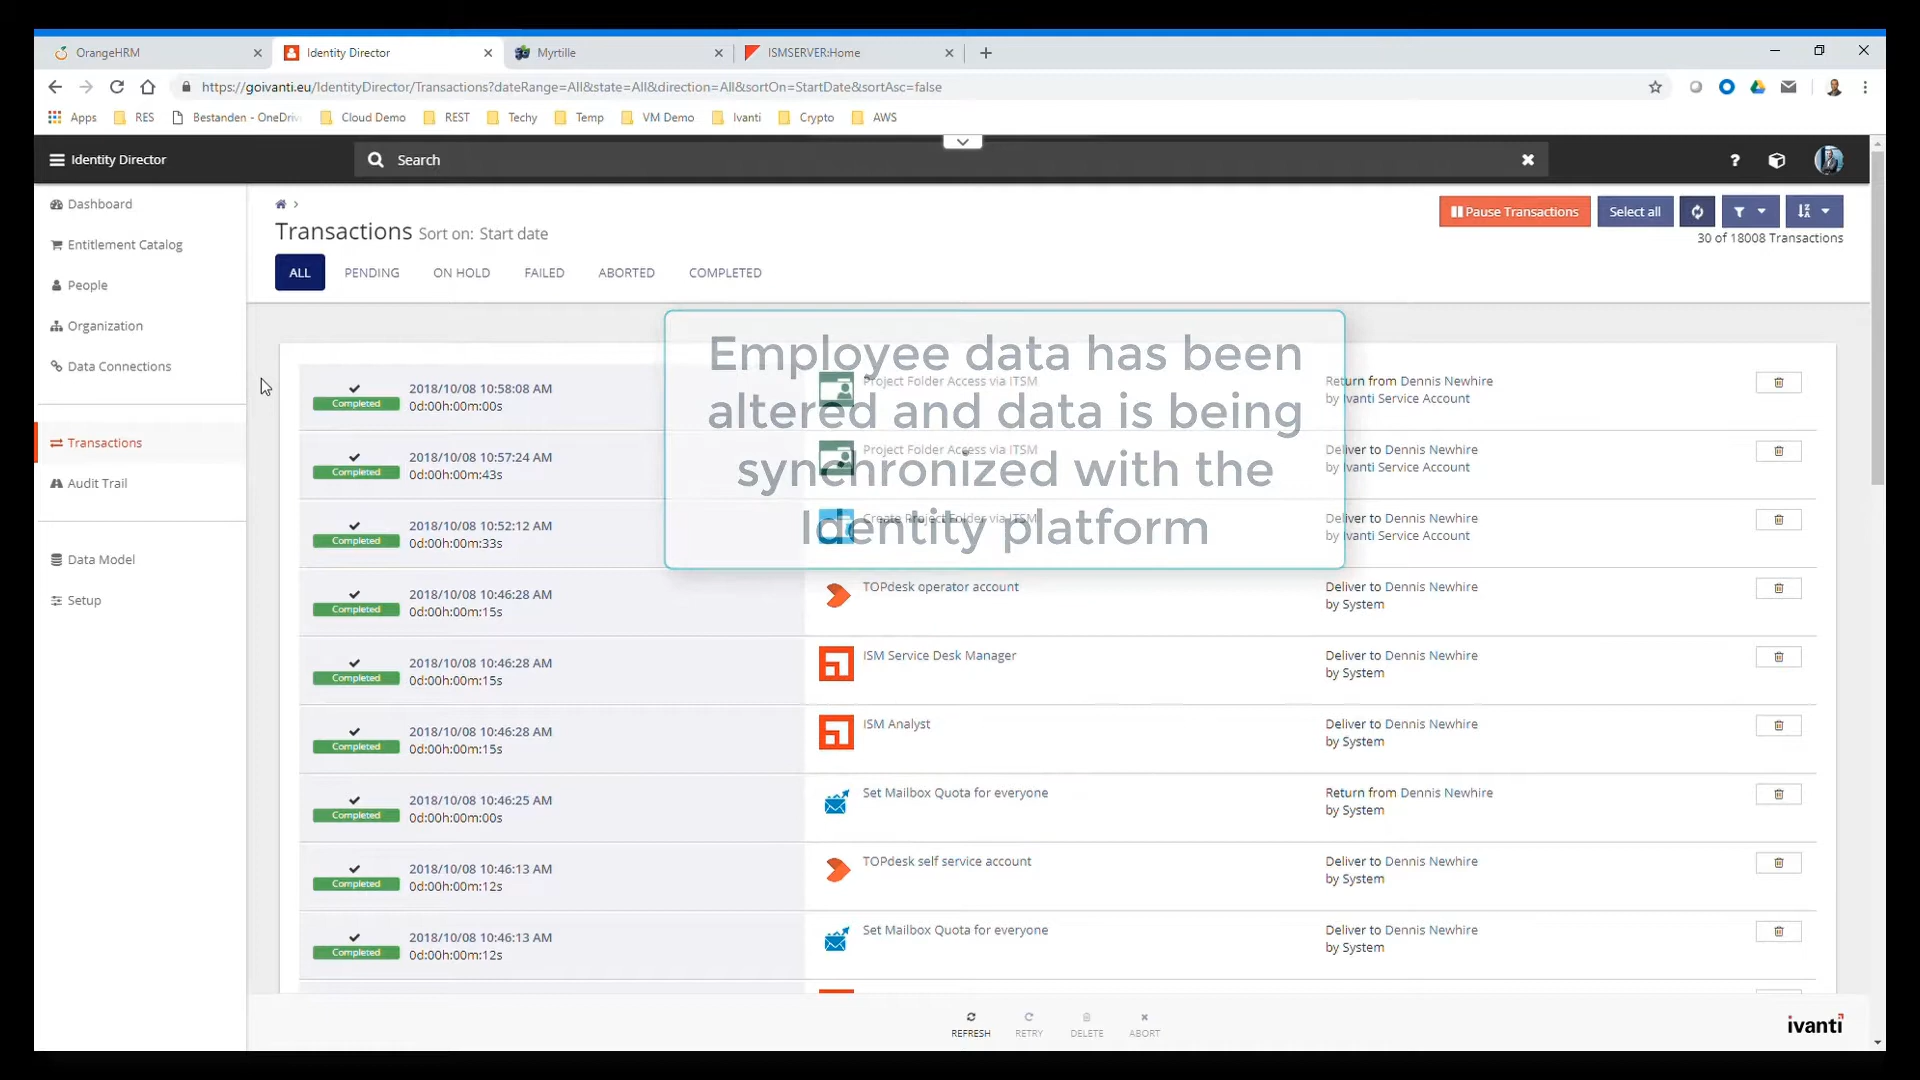 OrangeHRM
Identity Director
Myrtille
ISMSERVER:Home
https://goivanti.eu/IdentityDirector/Transactions?dateRange=All&state=All&direction=All&sortOn=StartDate&sortAsc=false
Apps
RES
Bestanden - OneDriv
Cloud Demo
REST
Techy
Temp
VM Demo
Ivanti
Crypto
AWS
Identity Director
Search
Dashboard
Entitlement Catalog
People
Organization
Data Connections
Transactions
Audit Trail
Data Model
Setup
Transactions Sort on: Start date
Pause Transactions
Select all
30 of 18008 Transactions
ALL
PENDING
ON HOLD
FAILED
ABORTED
COMPLETED
Employee data has been
altered and data is being
synchronized with the
Identity platform
Completed
2018/10/08 10:58:08 AM
0d:00h:00m:00s
Project Folder Access via ITSM
Return from Dennis Newhire
by Ivanti Service Account
Completed
2018/10/08 10:57:24 AM
0d:00h:00m:43s
Project Folder Access via ITSM
Deliver to Dennis Newhire
by Ivanti Service Account
Completed
2018/10/08 10:52:12 AM
0d:00h:00m:33s
Create Project Folder via ITSM
Deliver to Dennis Newhire
by Ivanti Service Account
Completed
2018/10/08 10:46:28 AM
0d:00h:00m:15s
TOPdesk operator account
Deliver to Dennis Newhire
by System
Completed
2018/10/08 10:46:28 AM
0d:00h:00m:15s
ISM Service Desk Manager
Deliver to Dennis Newhire
by System
Completed
2018/10/08 10:46:28 AM
0d:00h:00m:15s
ISM Analyst
Deliver to Dennis Newhire
by System
Completed
2018/10/08 10:46:25 AM
0d:00h:00m:00s
Set Mailbox Quota for everyone
Return from Dennis Newhire
by System
Completed
2018/10/08 10:46:13 AM
0d:00h:00m:12s
TOPdesk self service account
Deliver to Dennis Newhire
by System
Completed
2018/10/08 10:46:13 AM
0d:00h:00m:12s
Set Mailbox Quota for everyone
Deliver to Dennis Newhire
by System
REFRESH
RETRY
DELETE
ABORT
ivanti